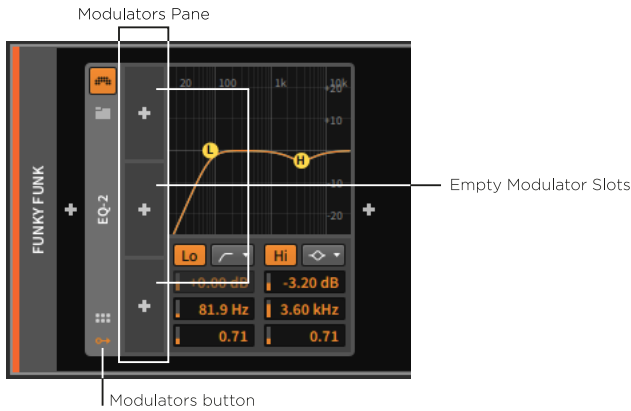 Modulators Pane
20 100 1k 10k
+20
+10
-10
-20
L
H
FUNKY FUNK
EQ-2
Empty Modulator Slots
Lo Hi
+0.00 dB -3.20 dB
81.9 Hz 3.60 kHz
0.71 0.71
Modulators button